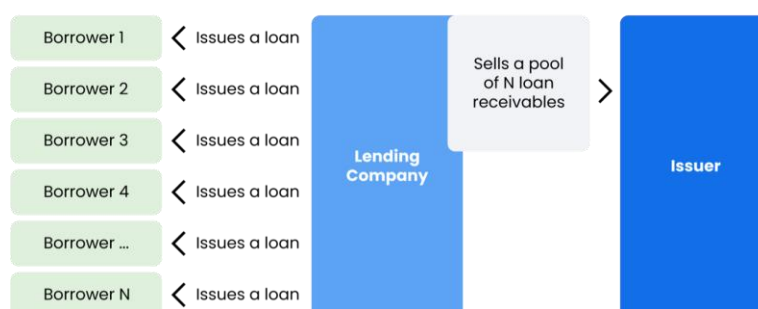 Borrower 1
Issues a loan
Borrower 2
Issues a loan
Borrower 3
Issues a loan
Borrower 4
Issues a loan
Borrower ...
Issues a loan
Borrower N
Issues a loan
Lending
Company
Sells a pool
of N loan
receivables
Issuer